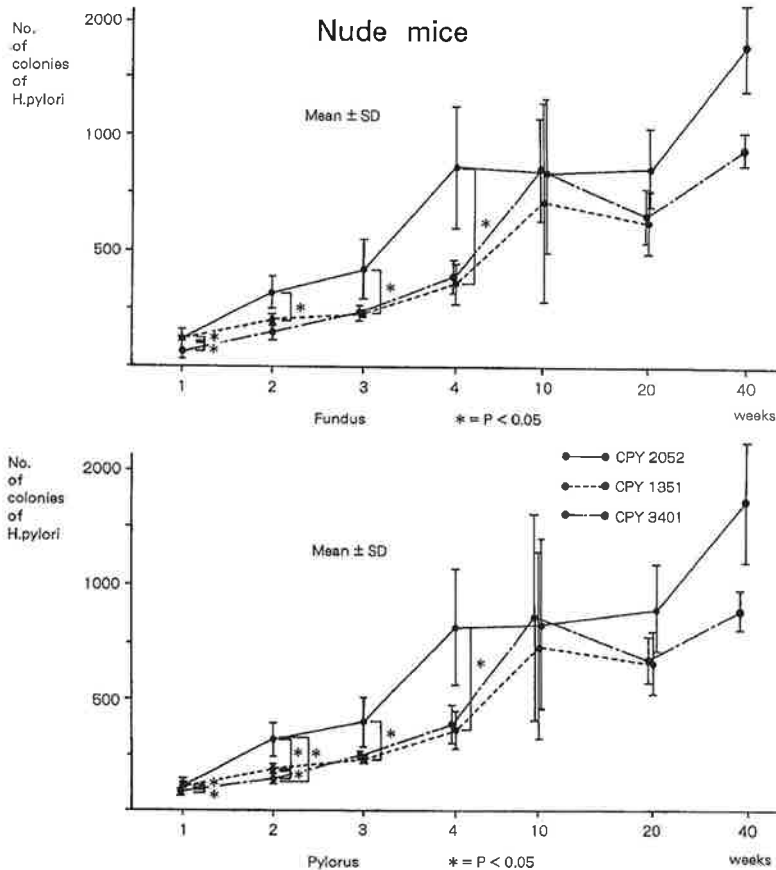 Nude mice
No.
of
colonies
of
H.pylori
2000
1000
500
Mean ± SD
*
*
*
*
*
1 2 3 4 10 20 40
Fundus * = P < 0.05 weeks
No.
of
colonies
of
H.pylori
2000
1000
500
Mean ± SD
CPY 2052
CPY 1351
CPY 3401
*
*
* *
*
*
*
1 2 3 4 10 20 40
Pylorus * = P < 0.05 weeks